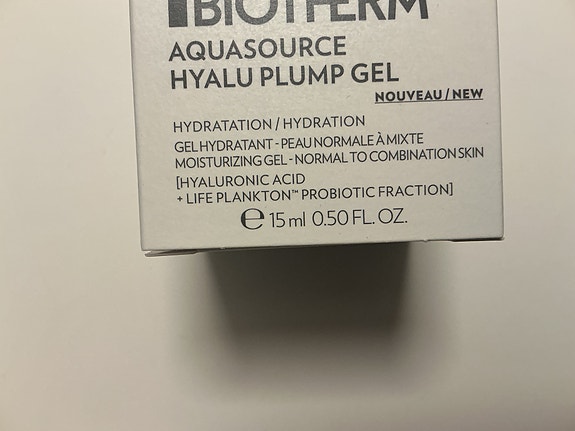 BIOTHERM
AQUASOURCE
HYALU PLUMP GEL
NOUVEAU / NEW
HYDRATATION / HYDRATION
GEL HYDRATANT - PEAU NORMALE À MIXTE
MOISTURIZING GEL - NORMAL TO COMBINATION SKIN
[HYALURONIC ACID
+ LIFE PLANKTON™ PROBIOTIC FRACTION]
℮ 15 ml 0.50 FL. OZ.